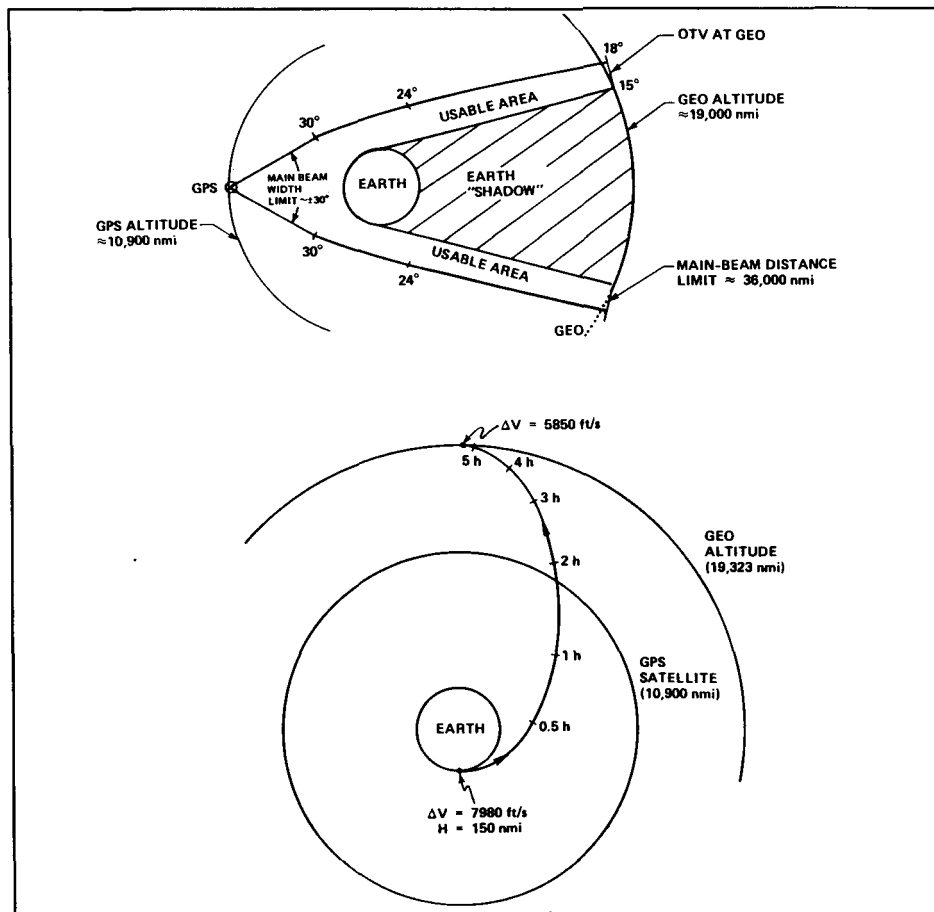 OTV AT GEO
18°
15°
24°
USABLE AREA
GEO ALTITUDE
≈19,000 nmi
30°
MAIN BEAM
WIDTH
LIMIT ~±30°
GPS
EARTH
EARTH
"SHADOW"
GPS ALTITUDE
≈10,900 nmi
30°
USABLE AREA
24°
MAIN-BEAM DISTANCE
LIMIT ≈ 36,000 nmi
GEO
ΔV = 5850 ft/s
5 h
4 h
3 h
GEO
ALTITUDE
(19,323 nmi)
2 h
1 h
GPS
SATELLITE
(10,900 nmi)
EARTH
0.5 h
ΔV = 7980 ft/s
H = 150 nmi